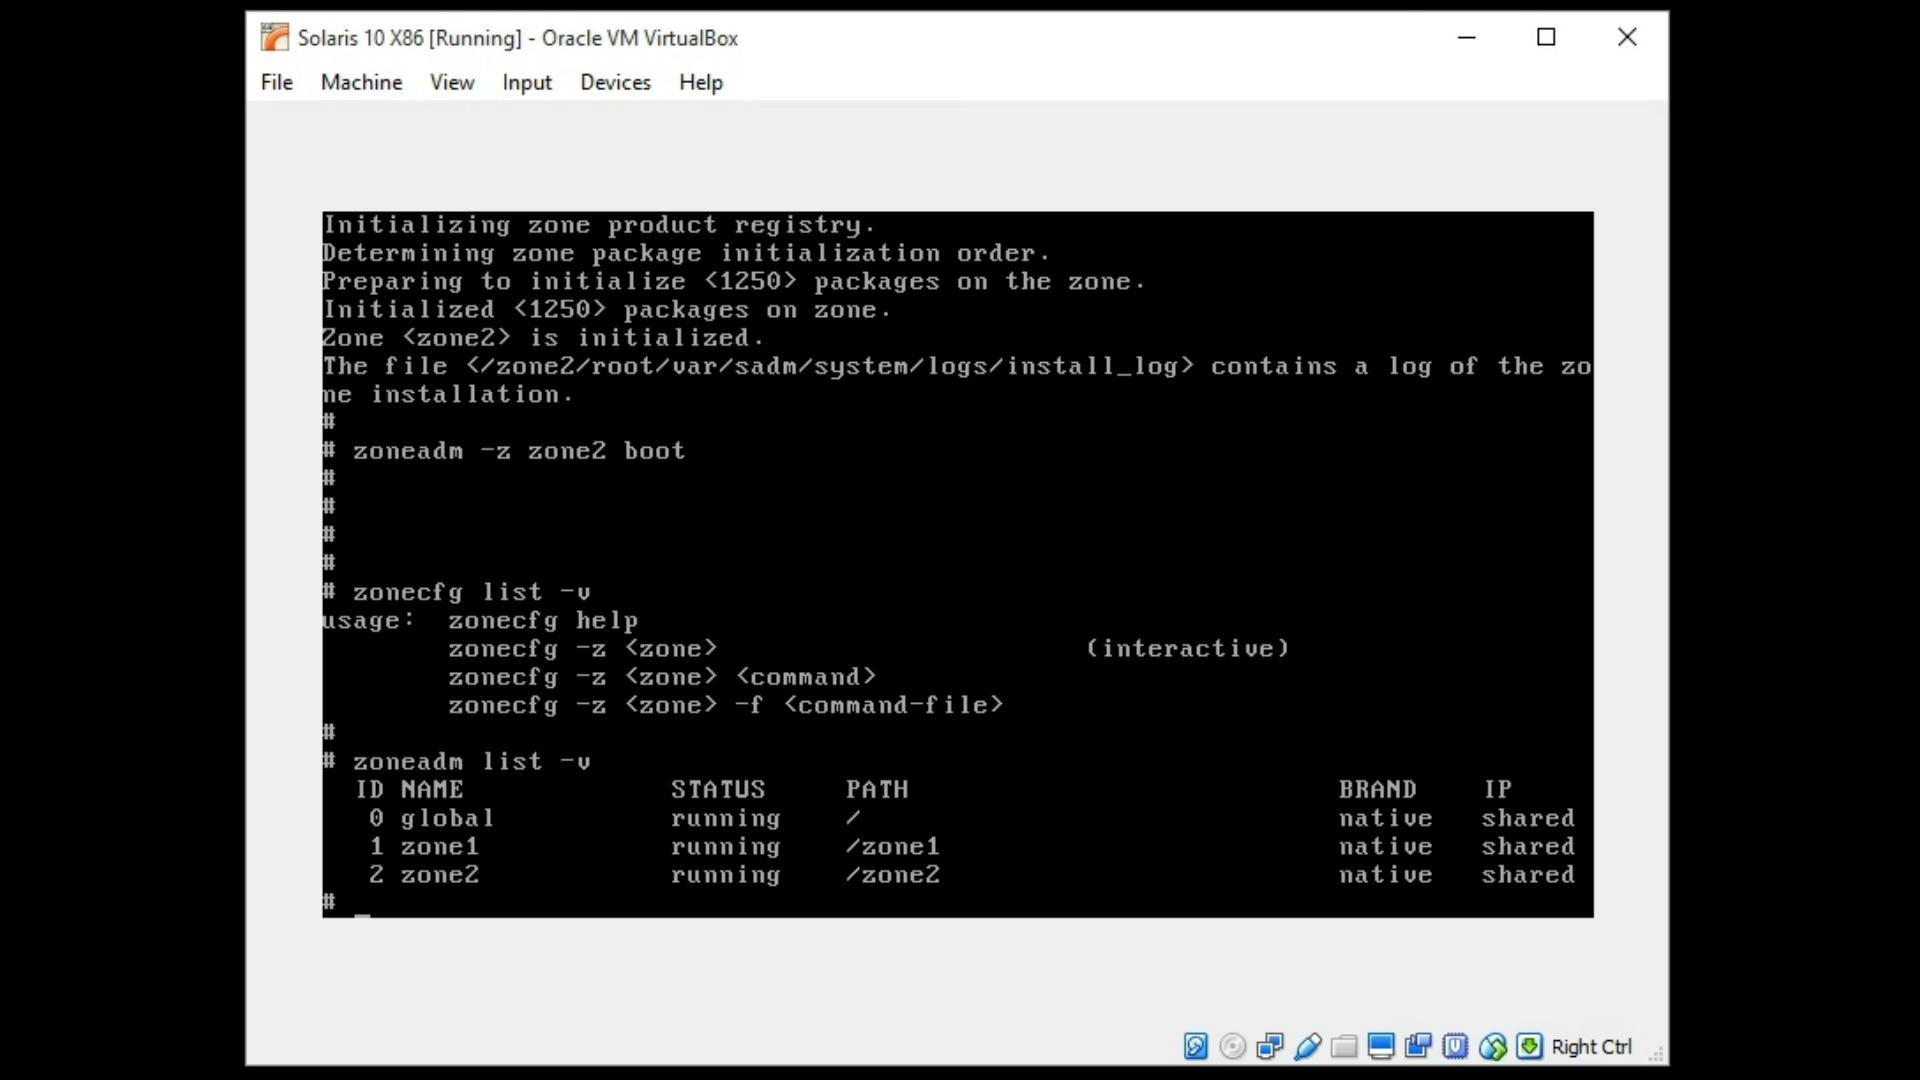 Solaris 10 X86 [Running] - Oracle VM VirtualBox
File Machine View Input Devices Help
Initializing zone product registry.
Determining zone package initialization order.
Preparing to initialize <1250> packages on the zone.
Initialized <1250> packages on zone.
Zone <zone2> is initialized.
The file </zone2/root/var/sadm/system/logs/install_log> contains a log of the zo
ne installation.
#
# zoneadm -z zone2 boot
#
#
#
#
# zonecfg list -v
usage: zonecfg help
zonecfg -z <zone> (interactive)
zonecfg -z <zone> <command>
zonecfg -z <zone> -f <command-file>
#
# zoneadm list -v
ID NAME STATUS PATH BRAND IP
0 global running / native shared
1 zone1 running /zone1 native shared
2 zone2 running /zone2 native shared
# _
Right Ctrl